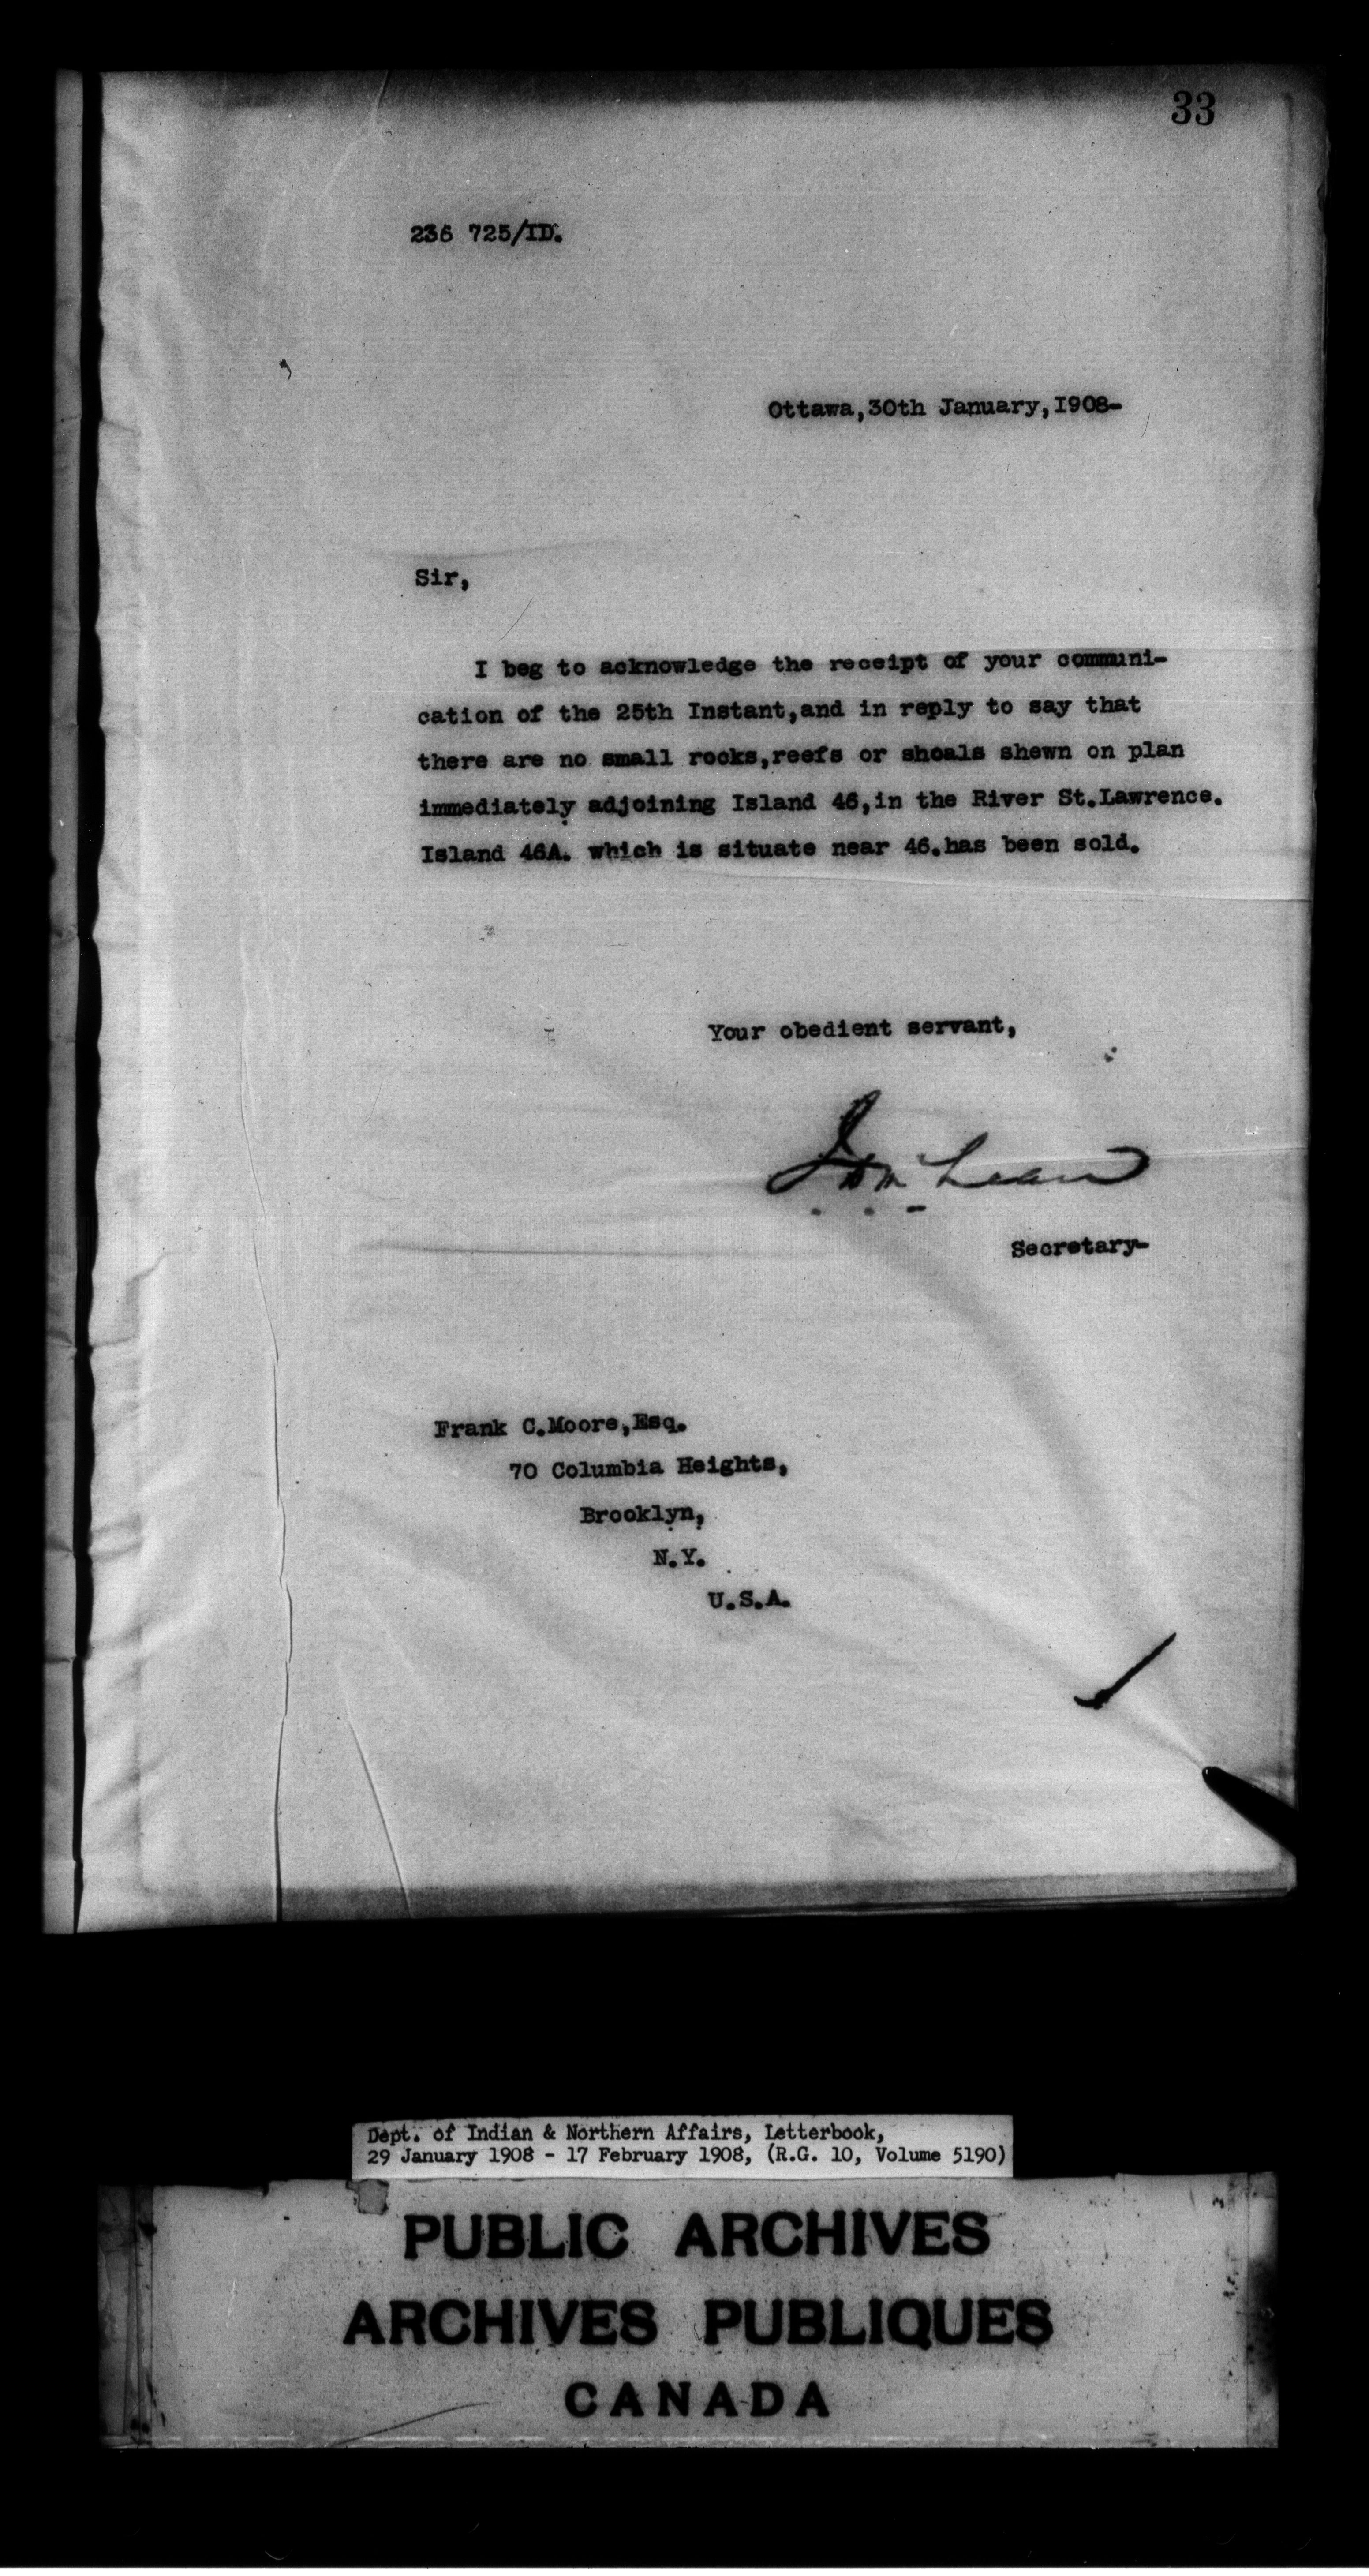 33
236 725/ID.
Ottawa,30th January,1908-
Sir,
I beg to acknowledge the receipt of your communi-
cation of the 25th Instant,and in reply to say that
there are no small rocks,reefs or shoals shewn on plan
immediately adjoining Island 46,in the River St.Lawrence.
Island 46A. which is situate near 46.has been sold.
Your obedient servant,
J.D. McLean
Secretary-
Frank C.Moore,Esq.
70 Columbia Heights,
Brooklyn,
N.Y.
U.S.A.
Dept. of Indian & Northern Affairs, Letterbook,
29 January 1908 - 17 February 1908, (R.G. 10, Volume 5190)
PUBLIC ARCHIVES
ARCHIVES PUBLIQUES
CANADA